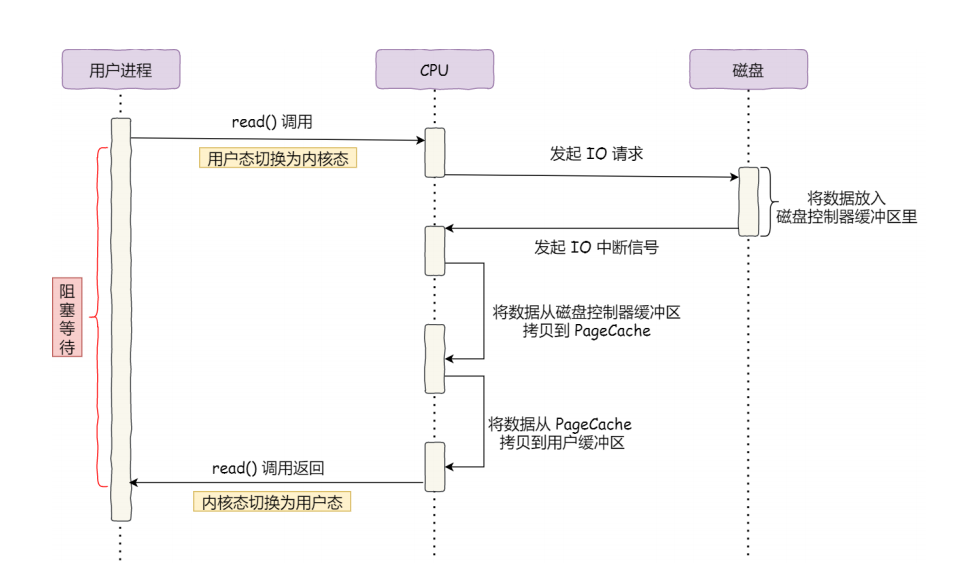 用户进程
CPU
磁盘
read() 调用
用户态切换为内核态
发起 IO 请求
将数据放入
磁盘控制器缓冲区里
发起 IO 中断信号
阻
塞
等
待
将数据从磁盘控制器缓冲区
拷贝到 PageCache
将数据从 PageCache
拷贝到用户缓冲区
read() 调用返回
内核态切换为用户态